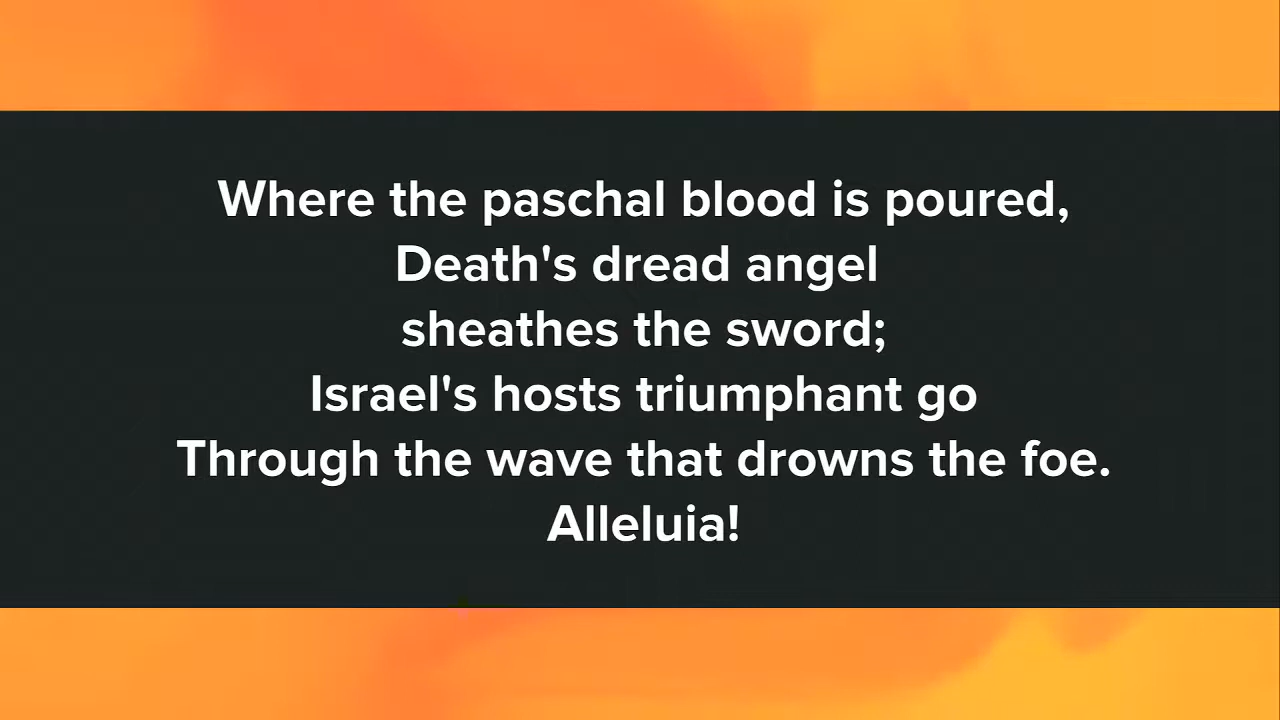 Where the paschal blood is poured,
Death's dread angel
sheathes the sword;
Israel's hosts triumphant go
Through the wave that drowns the foe.
Alleluia!